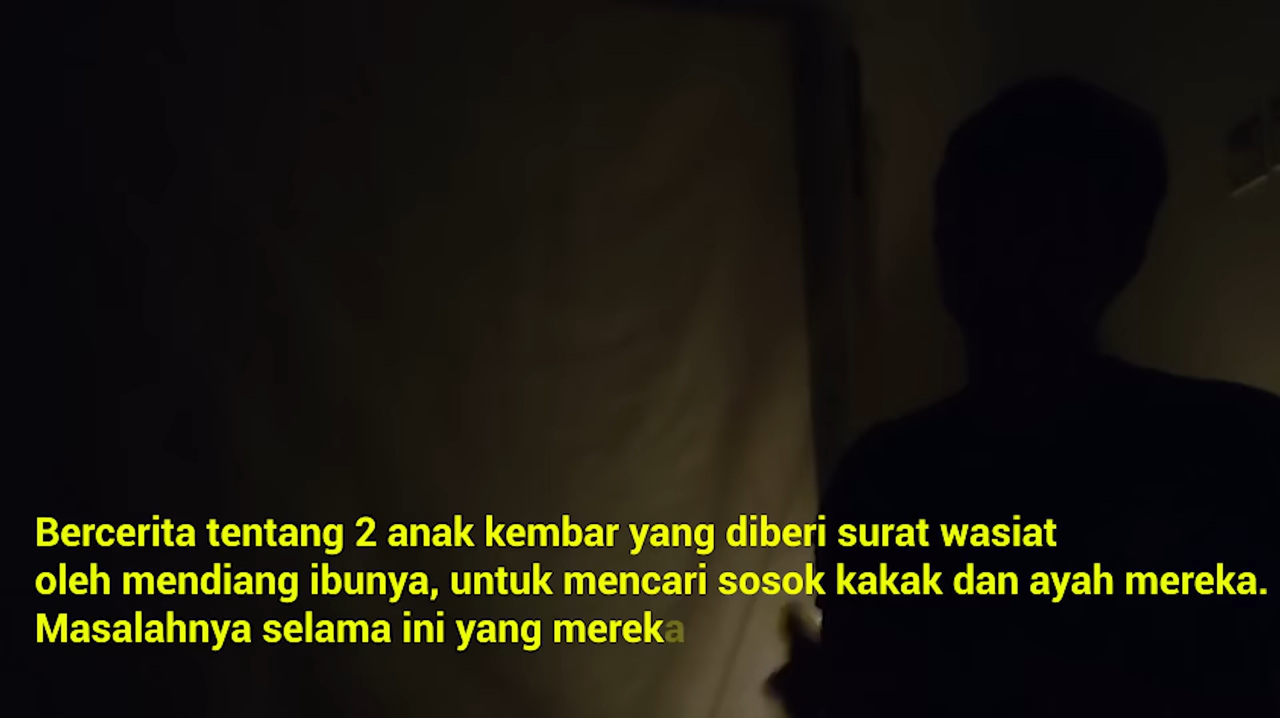 Bercerita tentang 2 anak kembar yang diberi surat wasiat
oleh mendiang ibunya, untuk mencari sosok kakak dan ayah mereka.
Masalahnya selama ini yang mereka